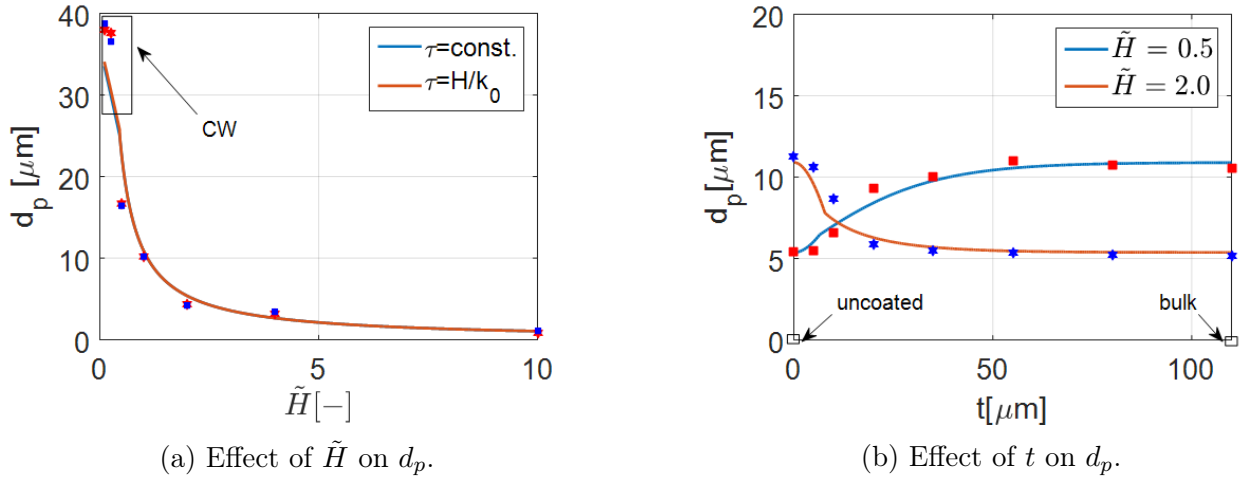 40
30
20
10
0
d_p [μm]
0
5
10
H̃[−]
τ=const.
τ=H/k_0
CW
(a) Effect of H̃ on d_p.
20
15
10
5
0
d_p[μm]
0
50
100
t[μm]
H̃ = 0.5
H̃ = 2.0
uncoated
bulk
(b) Effect of t on d_p.